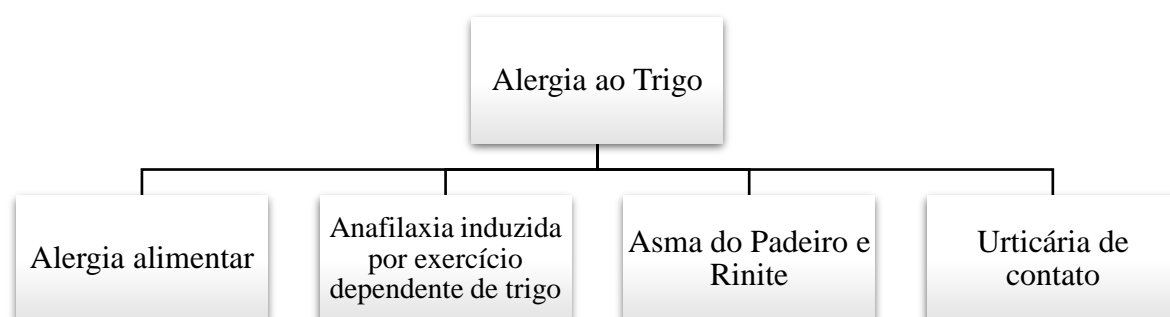 Alergia ao Trigo
Alergia alimentar
Anafilaxia induzida
por exercício
dependente de trigo
Asma do Padeiro e
Rinite
Urticária de
contato